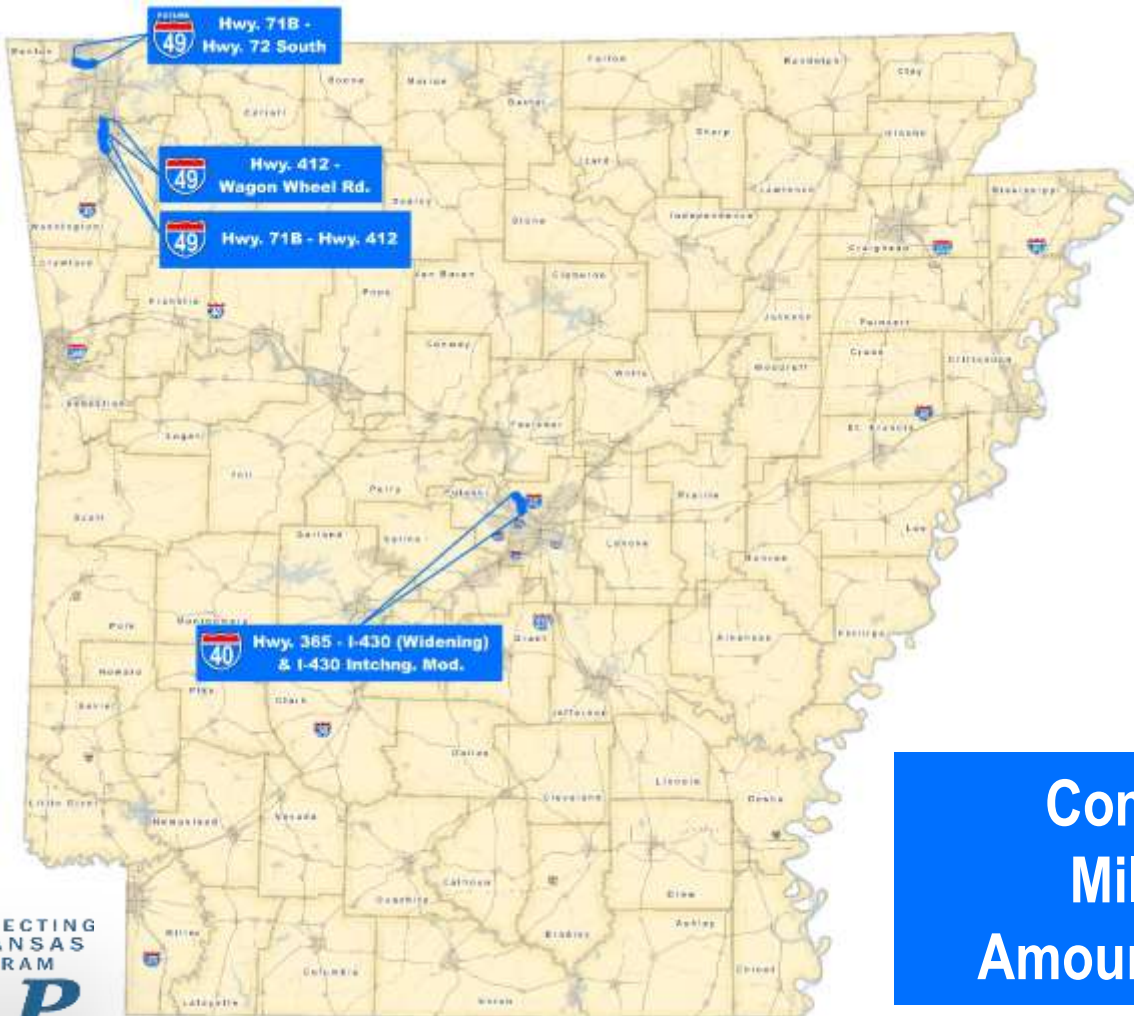 FUTURE
49
Hwy. 71B -
Hwy. 72 South
Benton
Boone
Marion
Fulton
Randolph
Clay
Carroll
Baxter
Sharp
Greene
49
Hwy. 412 -
Wagon Wheel Rd.
Izard
Lawrence
Mississippi
Stone
Independence
49
Hwy. 71B - Hwy. 412
Washington
Craighead
Crawford
Van Buren
Cleburne
Franklin
Pope
Jackson
Poinsett
Conway
Cross
Crittenden
White
Woodruff
Sebastian
Logan
Faulkner
St. Francis
Yell
Perry
Pulaski
Prairie
Scott
Garland
Saline
Lonoke
Lee
Monroe
Polk
Montgomery
40
Hwy. 365 - I-430 (Widening)
& I-430 Intchng. Mod.
Grant
Arkansas
Phillips
Howard
Pike
Clark
Sevier
Jefferson
Dallas
Lincoln
Desha
Little River
Hempstead
Nevada
Cleveland
Calhoun
Ouachita
Drew
Miller
Bradley
Ashley
Columbia
Chicot
Lafayette
Union
ECTING
ANSAS
RAM
P
Con
Mil
Amour